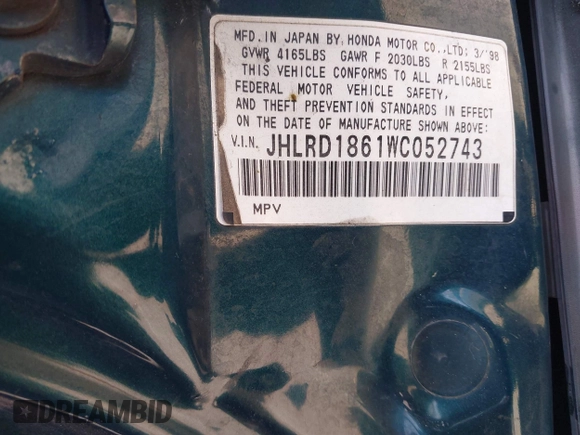 MFD. IN JAPAN BY HONDA MOTOR CO., LTD: 3/'98
GVWR 4165LBS GAWR F 2030LBS R 2155LBS
THIS VEHICLE CONFORMS TO ALL APPLICABLE
FEDERAL MOTOR VEHICLE SAFETY,
AND THEFT PREVENTION STANDARDS IN EFFECT
ON THE DATE OF MANUFACTURE SHOWN ABOVE:
V.I.N. JHLRD1861WC052743
MPV
DREAMBID